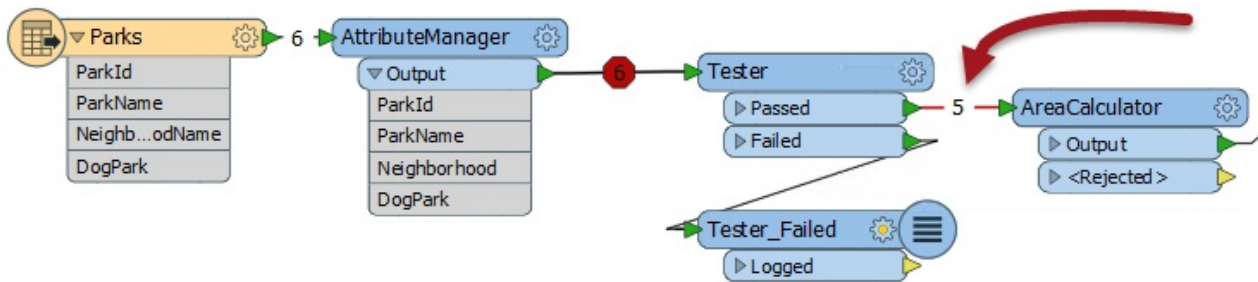 Parks
ParkId
ParkName
Neighb...odName
DogPark
6
AttributeManager
Output
ParkId
ParkName
Neighborhood
DogPark
6
Tester
Passed
Failed
5
AreaCalculator
Output
<Rejected>
Tester_Failed
Logged